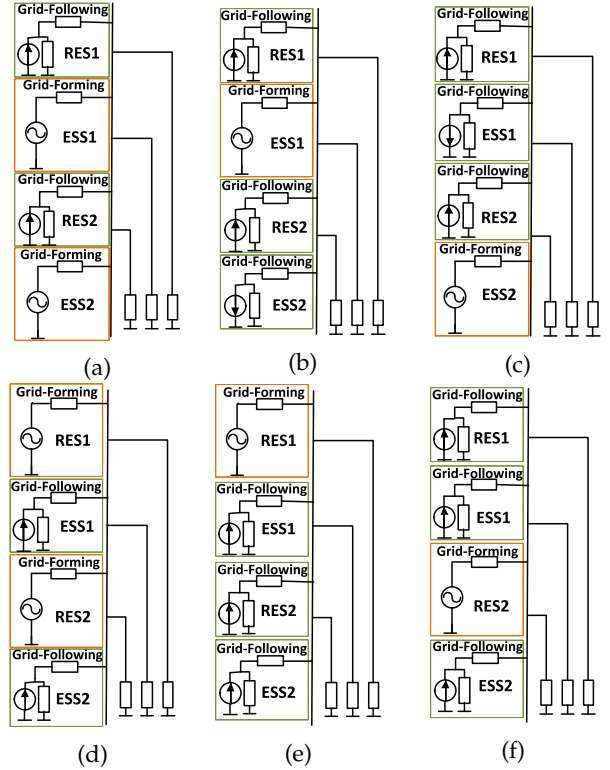 Grid-Following
RES1
Grid-Forming
ESS1
Grid-Following
RES2
Grid-Forming
ESS2
(a)
Grid-Following
RES1
Grid-Forming
ESS1
Grid-Following
RES2
Grid-Following
ESS2
(b)
Grid-Following
RES1
Grid-Following
ESS1
Grid-Following
RES2
Grid-Forming
ESS2
(c)
Grid-Forming
RES1
Grid-Following
ESS1
Grid-Forming
RES2
Grid-Following
ESS2
(d)
Grid-Forming
RES1
Grid-Following
ESS1
Grid-Following
RES2
Grid-Following
ESS2
(e)
Grid-Following
RES1
Grid-Following
ESS1
Grid-Forming
RES2
Grid-Following
ESS2
(f)